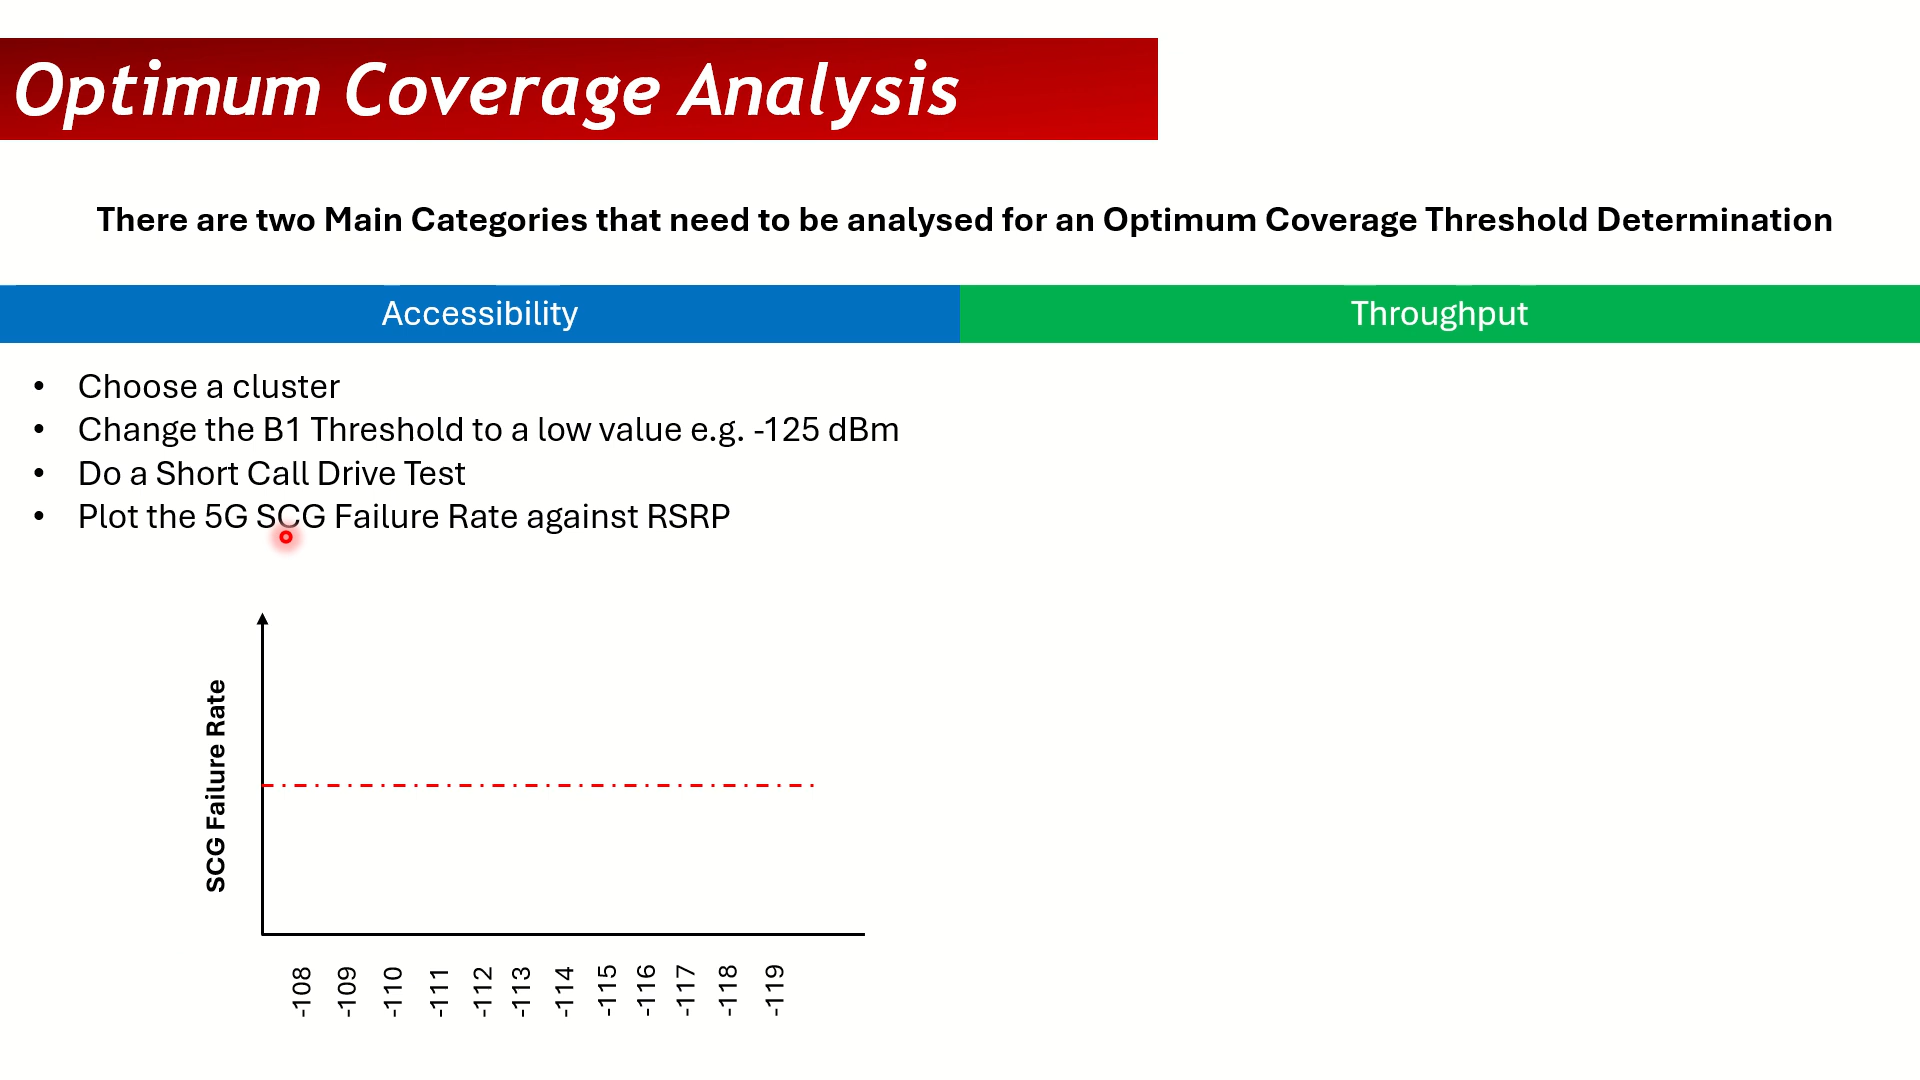 Optimum Coverage Analysis
There are two Main Categories that need to be analysed for an Optimum Coverage Threshold Determination
Accessibility
Throughput
• Choose a cluster
• Change the B1 Threshold to a low value e.g. -125 dBm
• Do a Short Call Drive Test
• Plot the 5G SCG Failure Rate against RSRP
SCG Failure Rate
-108
-109
-110
-111
-112
-113
-114
-115
-116
-117
-118
-119